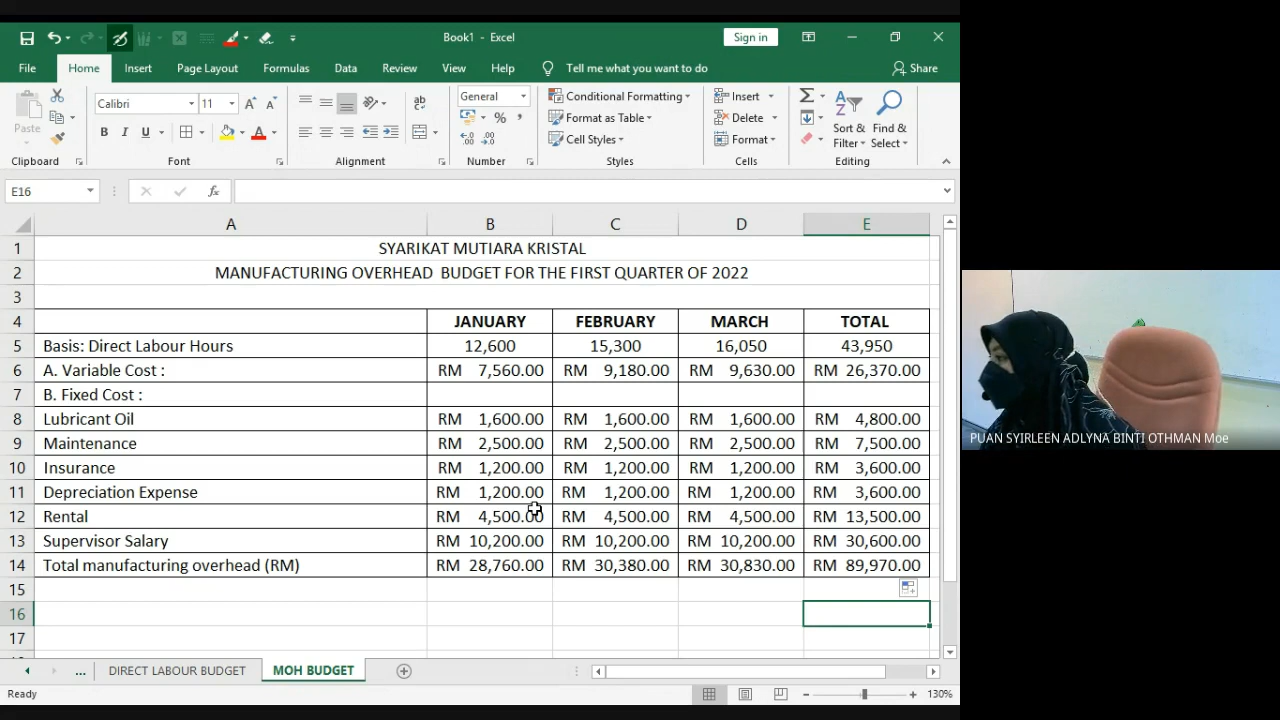 Book1 - Excel
Sign in
File Home Insert Page Layout Formulas Data Review View Help Tell me what you want to do Share
Paste Calibri 11 General Conditional Formatting Insert
B I U Format as Table Delete Sort & Find &
Cell Styles Format Filter Select
Clipboard Font Alignment Number Styles Cells Editing
E16 fx
A B C D E
1 SYARIKAT MUTIARA KRISTAL
2 MANUFACTURING OVERHEAD BUDGET FOR THE FIRST QUARTER OF 2022
3
4 JANUARY FEBRUARY MARCH TOTAL
5 Basis: Direct Labour Hours 12,600 15,300 16,050 43,950
6 A. Variable Cost : RM 7,560.00 RM 9,180.00 RM 9,630.00 RM 26,370.00
7 B. Fixed Cost :
8 Lubricant Oil RM 1,600.00 RM 1,600.00 RM 1,600.00 RM 4,800.00
9 Maintenance RM 2,500.00 RM 2,500.00 RM 2,500.00 RM 7,500.00
10 Insurance RM 1,200.00 RM 1,200.00 RM 1,200.00 RM 3,600.00
11 Depreciation Expense RM 1,200.00 RM 1,200.00 RM 1,200.00 RM 3,600.00
12 Rental RM 4,500.00 RM 4,500.00 RM 4,500.00 RM 13,500.00
13 Supervisor Salary RM 10,200.00 RM 10,200.00 RM 10,200.00 RM 30,600.00
14 Total manufacturing overhead (RM) RM 28,760.00 RM 30,380.00 RM 30,830.00 RM 89,970.00
15
16
17
... DIRECT LABOUR BUDGET MOH BUDGET
Ready 130%
PUAN SYIRLEEN ADLYNA BINTI OTHMAN Moe